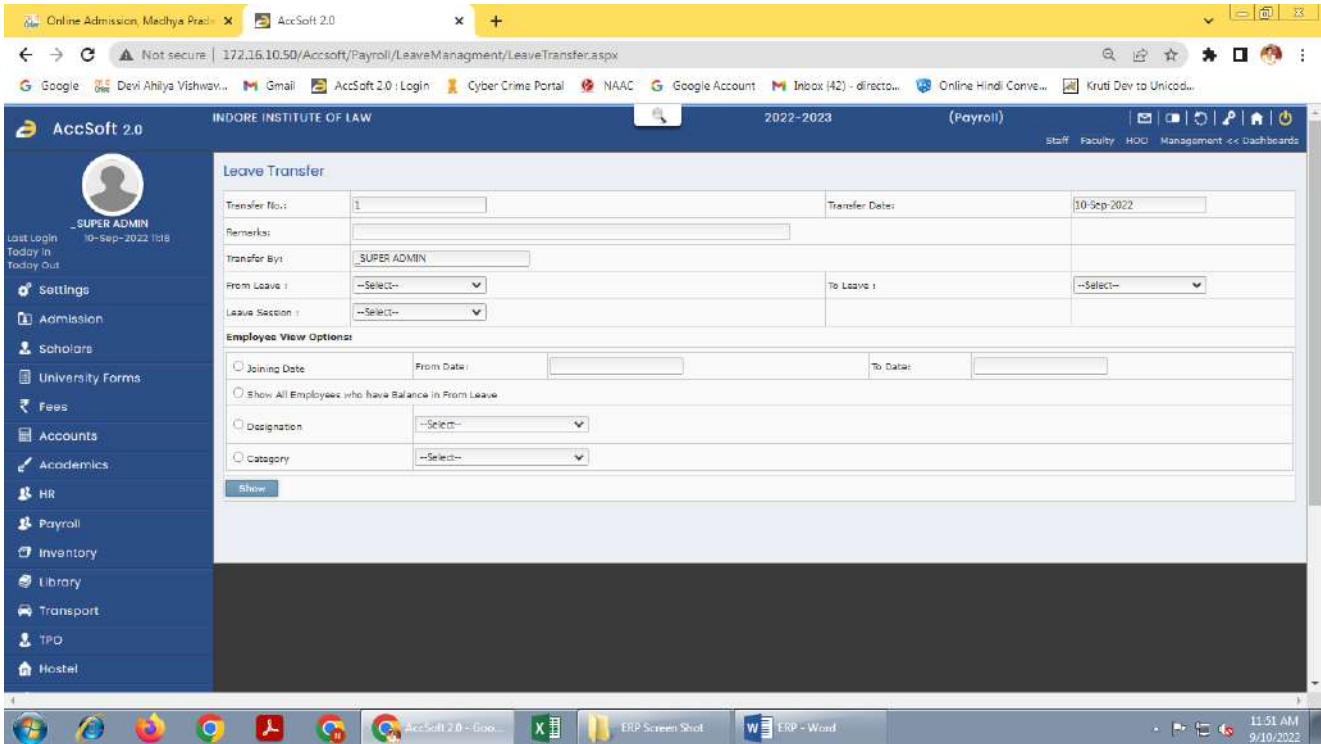 Online Admission, Madhya Prad
AccSoft 2.0
Not secure | 172.16.10.50/Accsoft/Payroll/LeaveManagment/LeaveTransfer.aspx
Google Devi Ahilya Vishwav... Gmail AccSoft 2.0 : Login Cyber Crime Portal NAAC Google Account Inbox (42) - directo... Online Hindi Conve... Kruti Dev to Unicod...
AccSoft 2.0
INDORE INSTITUTE OF LAW 2022-2023 (Payroll)
Staff Faculty HOD Management << Dashboards
_SUPER ADMIN
Last Login 10-Sep-2022 11:18
Today In
Today Out
Settings
Admission
Scholars
University Forms
Fees
Accounts
Academics
HR
Payroll
Inventory
Library
Transport
TPO
Hostel
Leave Transfer
Transfer No.: 1 Transfer Date: 10-Sep-2022
Remarks:
Transfer By: _SUPER ADMIN
From Leave : --Select-- To Leave : --Select--
Leave Session : --Select--
Employee View Options:
Joining Date From Date: To Date:
Show All Employees who have Balance in From Leave
Designation --Select--
Category --Select--
Show
AccSoft 2.0 - Goo... ERP Screen Shot ERP - Word
11:51 AM
9/10/2022